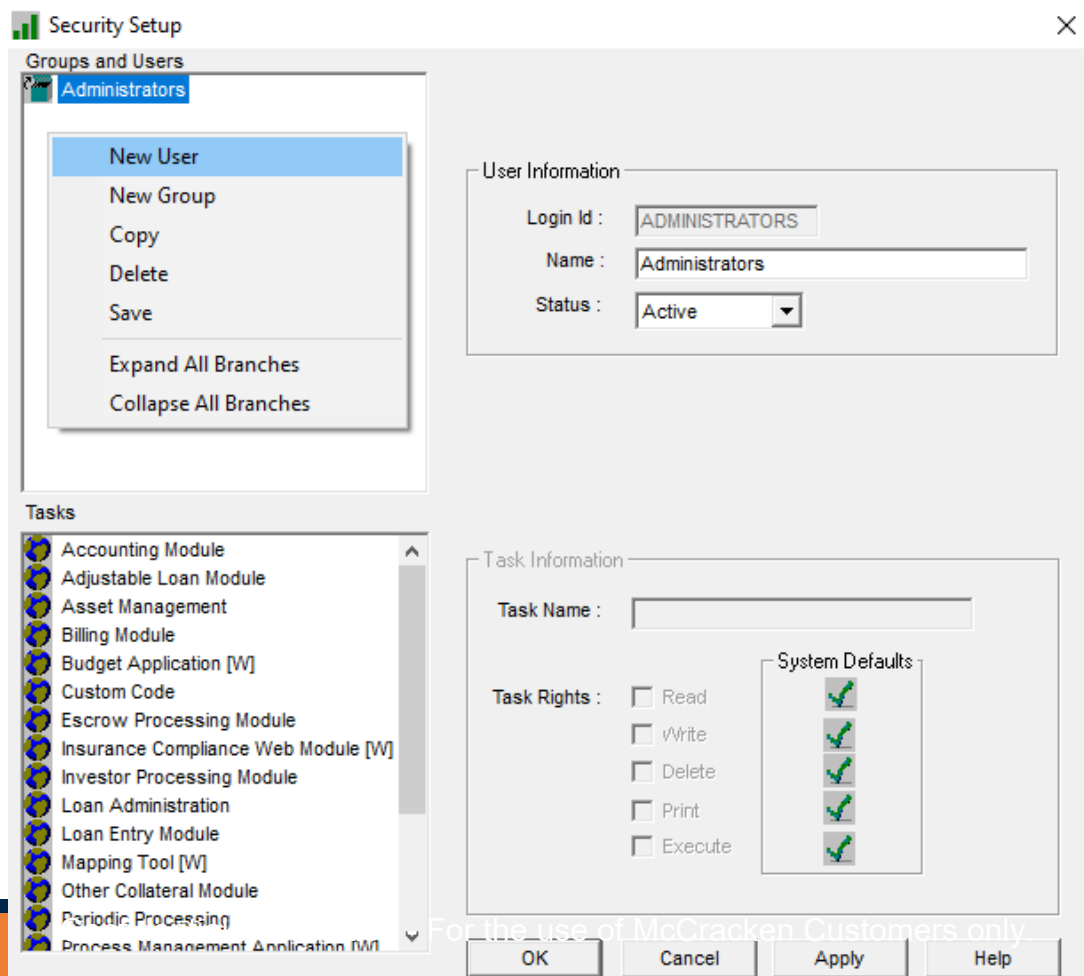 Security Setup
Groups and Users
Administrators
New User
New Group
Copy
Delete
Save
Expand All Branches
Collapse All Branches
User Information
Login Id :
ADMINISTRATORS
Name :
Administrators
Status :
Active
Tasks
Accounting Module
Adjustable Loan Module
Asset Management
Billing Module
Budget Application [W]
Custom Code
Escrow Processing Module
Insurance Compliance Web Module [W]
Investor Processing Module
Loan Administration
Loan Entry Module
Mapping Tool [W]
Other Collateral Module
Periodic Processing
Process Management Application [W]
Task Information
Task Name :
System Defaults
Task Rights :
Read
Write
Delete
Print
Execute
For the use of McCracken Customers only.
OK
Cancel
Apply
Help